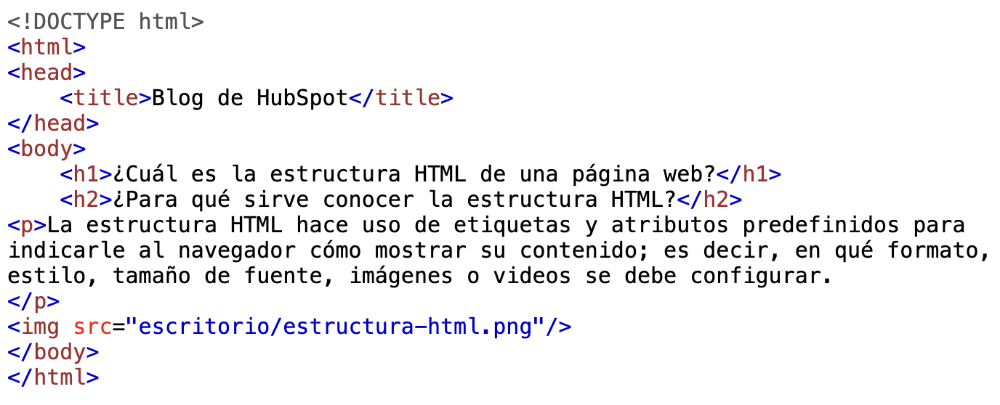 <!DOCTYPE html>
<html>
<head>
    <title>Blog de HubSpot</title>
</head>
<body>
    <h1>¿Cuál es la estructura HTML de una página web?</h1>
    <h2>¿Para qué sirve conocer la estructura HTML?</h2>
<p>La estructura HTML hace uso de etiquetas y atributos predefinidos para
indicarle al navegador cómo mostrar su contenido; es decir, en qué formato,
estilo, tamaño de fuente, imágenes o videos se debe configurar.
</p>
<img src="escritorio/estructura-html.png"/>
</body>
</html>